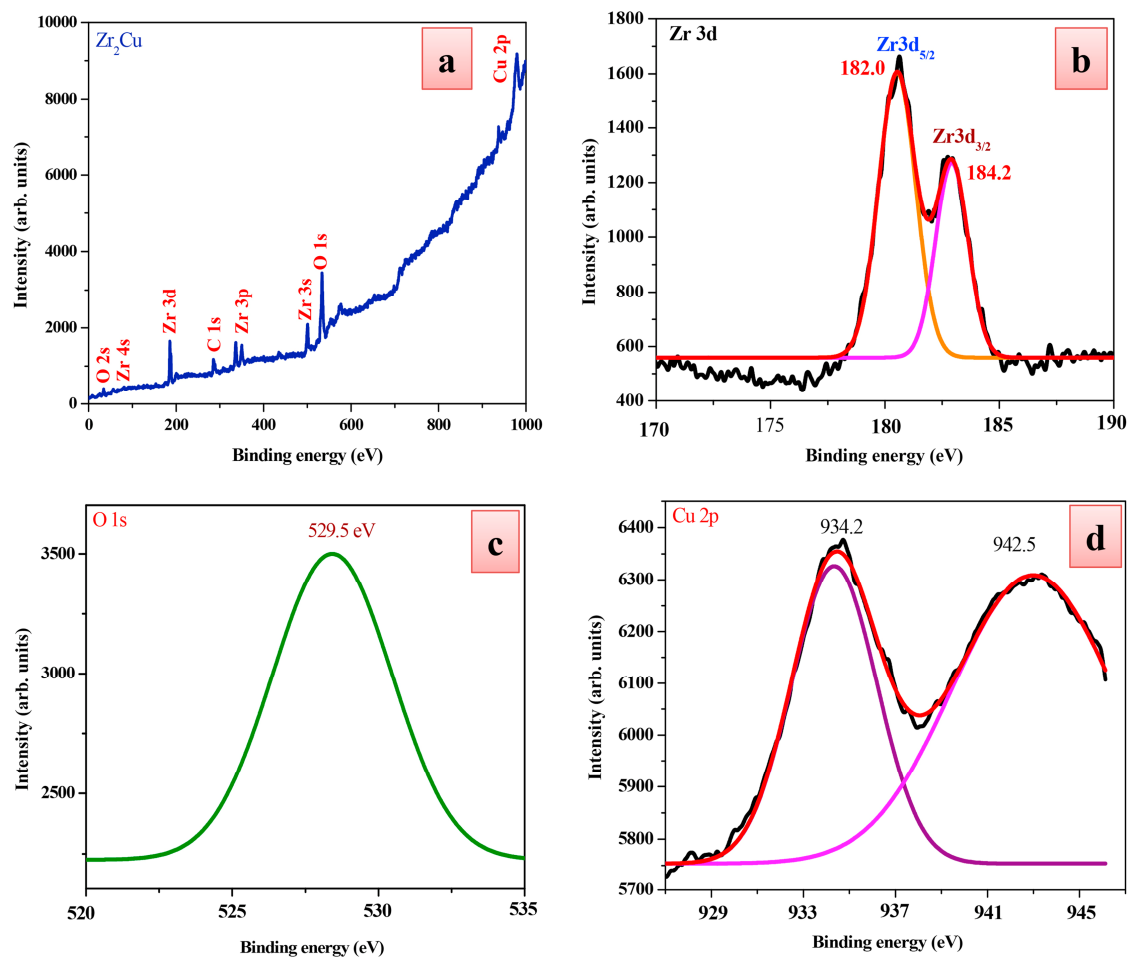 Zr2Cu
a
O 2s
Zr 4s
Zr 3d
C 1s
Zr 3p
Zr 3s
O 1s
Cu 2p
Intensity (arb. units)
10000
8000
6000
4000
2000
0
0 200 400 600 800 1000
Binding energy (eV)
Zr 3d
b
Zr3d5/2
182.0
Zr3d3/2
184.2
Intensity (arb. units)
1800
1600
1400
1200
1000
800
600
400
170 175 180 185 190
Binding energy (eV)
O 1s
c
529.5 eV
Intensity (arb. units)
3500
3000
2500
520 525 530 535
Binding energy (eV)
Cu 2p
d
934.2
942.5
Intensity (arb. units)
6400
6300
6200
6100
6000
5900
5800
5700
929 933 937 941 945
Binding energy (eV)